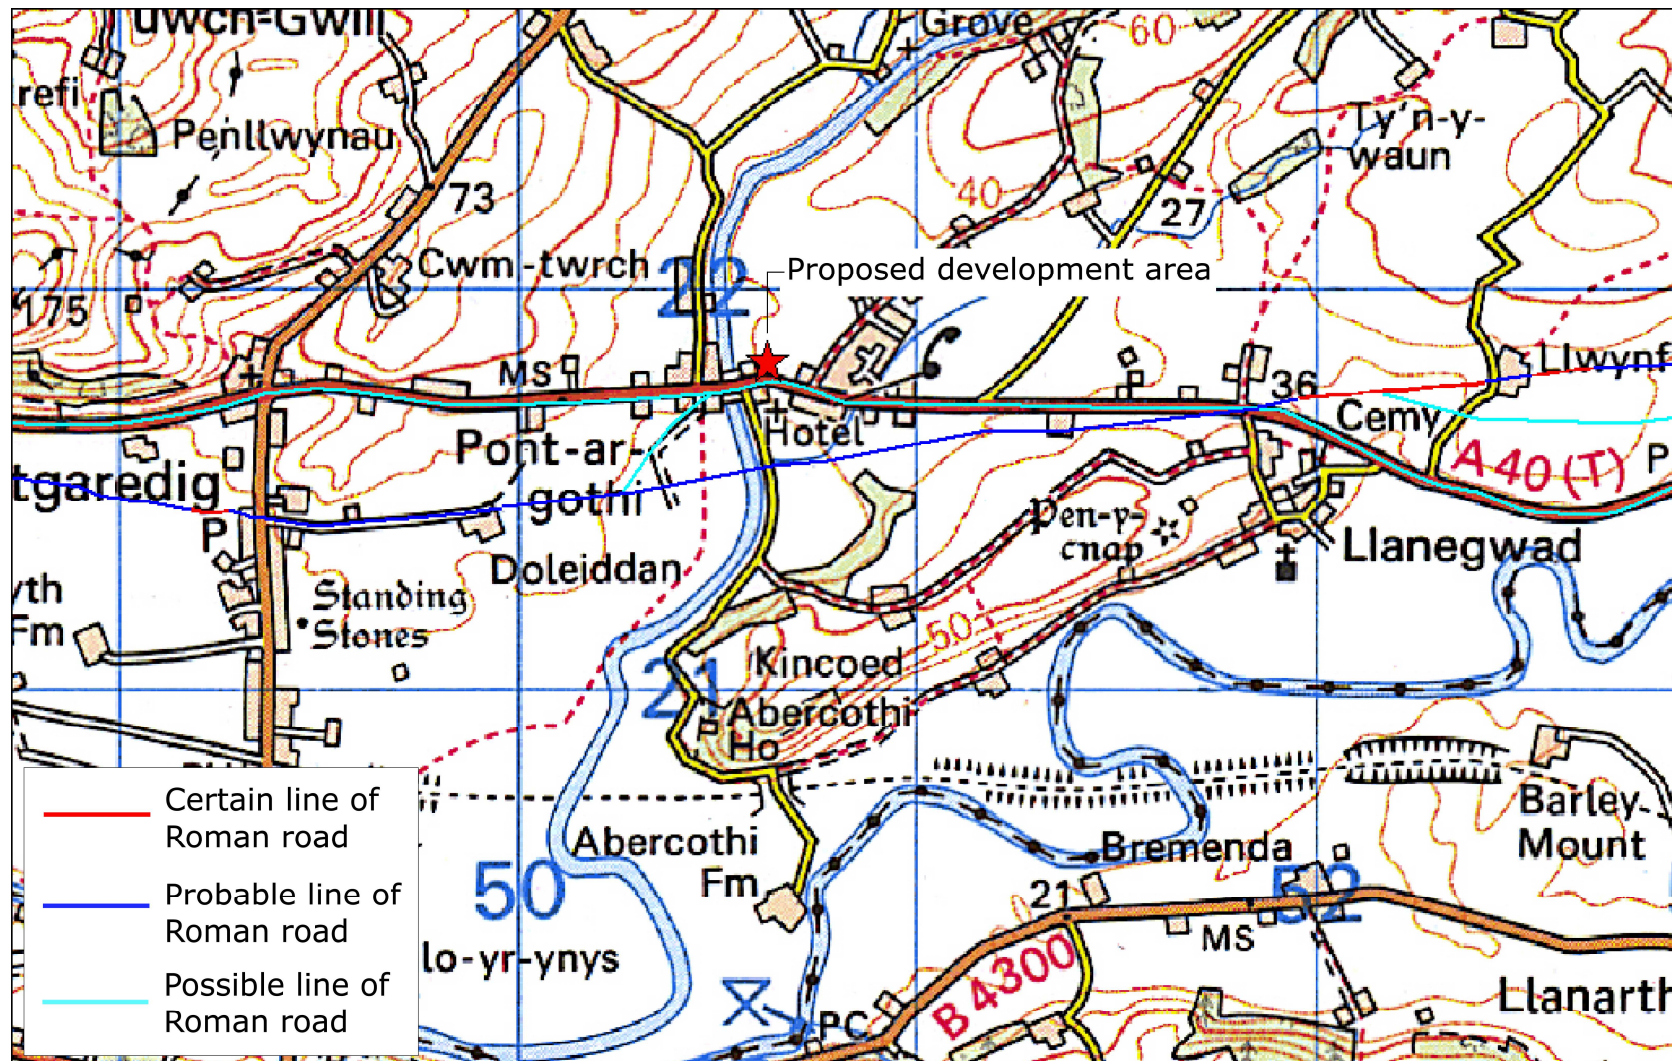 Grove
60
refi
Penllwynau
Ty'n-y-
waun
73
40
27
Cwm-twrch
22
Proposed development area
175
MS
36
Llwynf
Cemy
Hotel
Pont-ar-
gothi
A 40 (T)
P
tgaredig
P
Pen-y-
cnap
Llanegwad
Doleiddan
Standing
Stones
yth
Fm
50
Kincoed
21
Abercothi
Ho
Certain line of
Roman road
Abercothi
Fm
Bremenda
Barley
Mount
Probable line of
Roman road
50
21
52
MS
lo-yr-ynys
B 4300
Possible line of
Roman road
PC
Llanarth